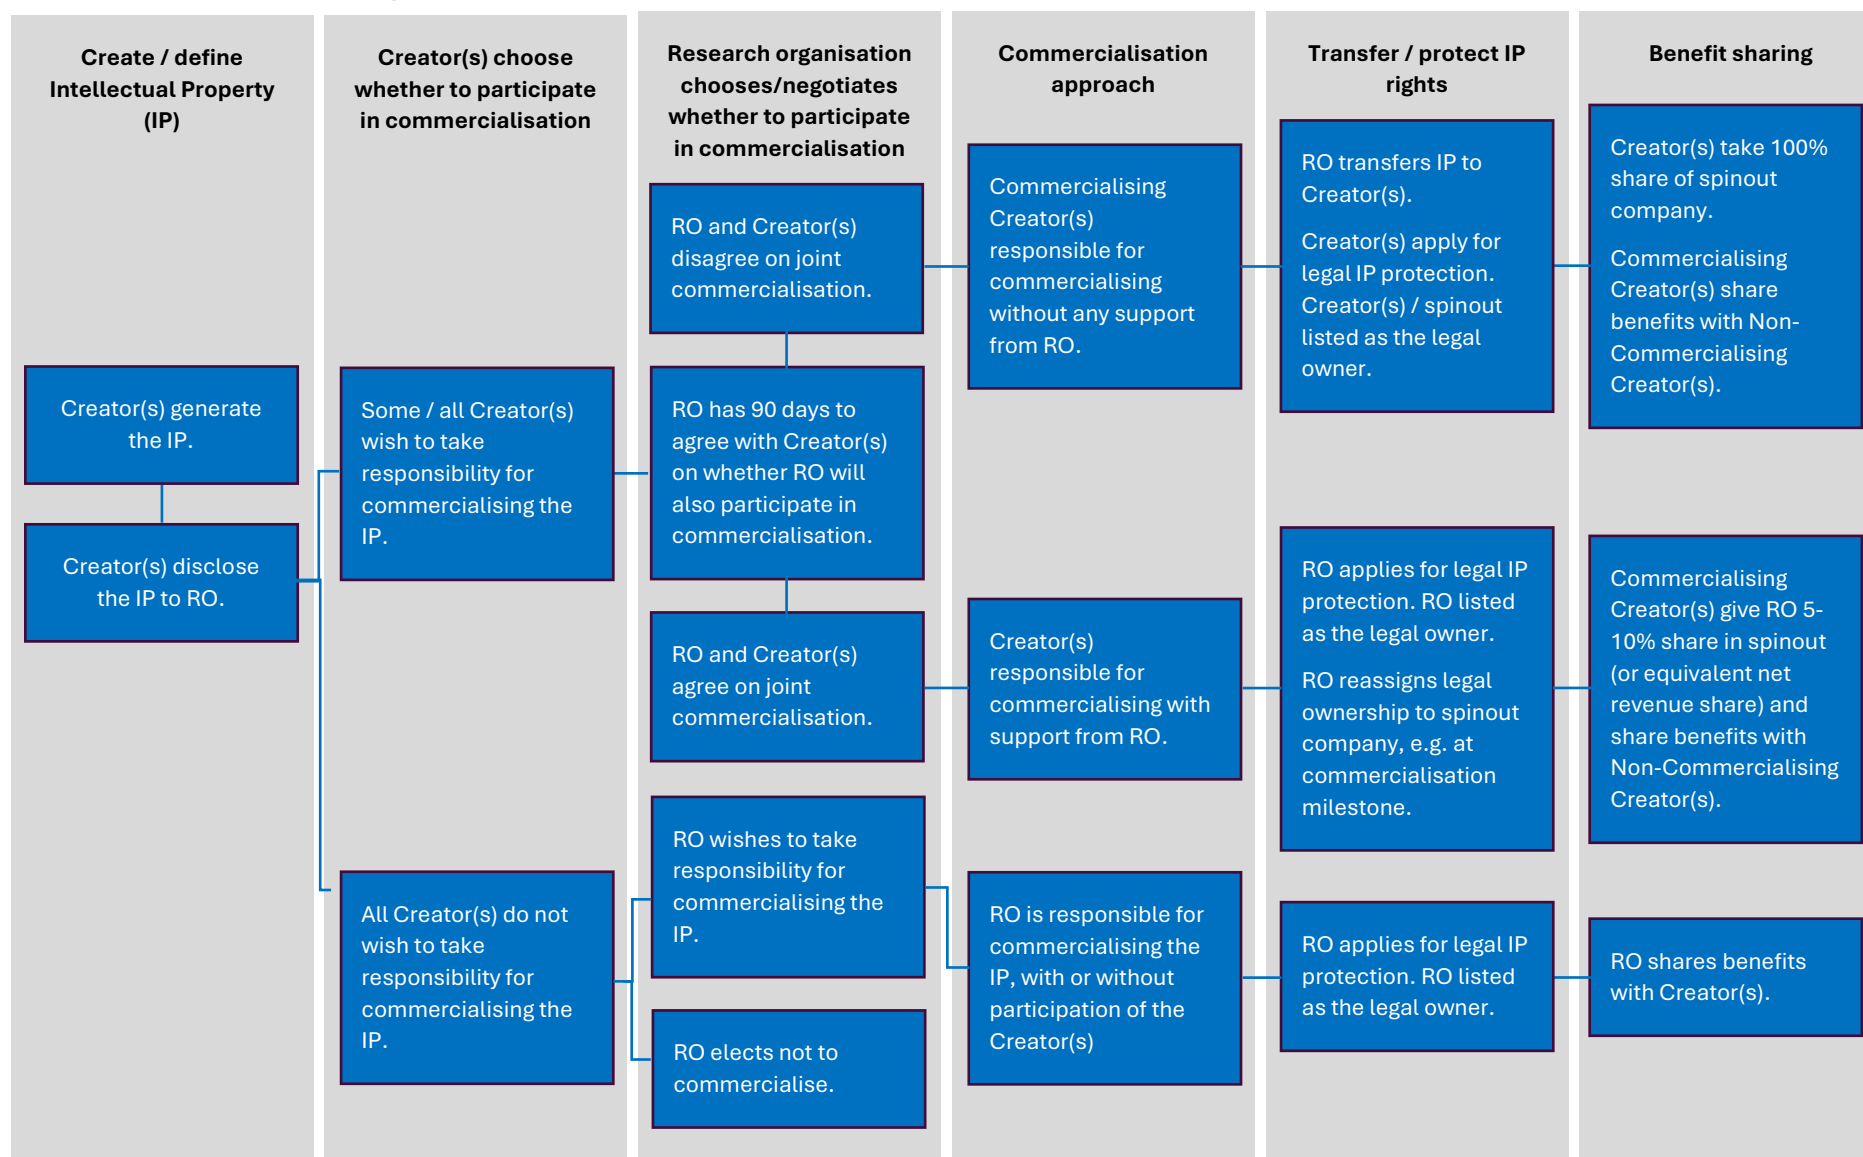 Create / define
Intellectual Property
(IP)
Creator(s) generate
the IP.
Creator(s) disclose
the IP to RO.
Creator(s) choose
whether to participate
in commercialisation
Some / all Creator(s)
wish to take
responsibility for
commercialising the
IP.
All Creator(s) do not
wish to take
responsibility for
commercialising the
IP.
Research organisation
chooses/negotiates
whether to participate
in commercialisation
RO and Creator(s)
disagree on joint
commercialisation.
RO has 90 days to
agree with Creator(s)
on whether RO will
also participate in
commercialisation.
RO and Creator(s)
agree on joint
commercialisation.
RO wishes to take
responsibility for
commercialising the
IP.
RO elects not to
commercialise.
Commercialisation
approach
Commercialising
Creator(s)
responsible for
commercialising
without any support
from RO.
Creator(s)
responsible for
commercialising with
support from RO.
RO is responsible for
commercialising the
IP, with or without
participation of the
Creator(s)
Transfer / protect IP
rights
RO transfers IP to
Creator(s).
Creator(s) apply for
legal IP protection.
Creator(s) / spinout
listed as the legal
owner.
RO applies for legal IP
protection. RO listed
as the legal owner.
RO reassigns legal
ownership to spinout
company, e.g. at
commercialisation
milestone.
RO applies for legal IP
protection. RO listed
as the legal owner.
Benefit sharing
Creator(s) take 100%
share of spinout
company.
Commercialising
Creator(s) share
benefits with Non-
Commercialising
Creator(s).
Commercialising
Creator(s) give RO 5-
10% share in spinout
(or equivalent net
revenue share) and
share benefits with
Non-Commercialising
Creator(s).
RO shares benefits
with Creator(s).